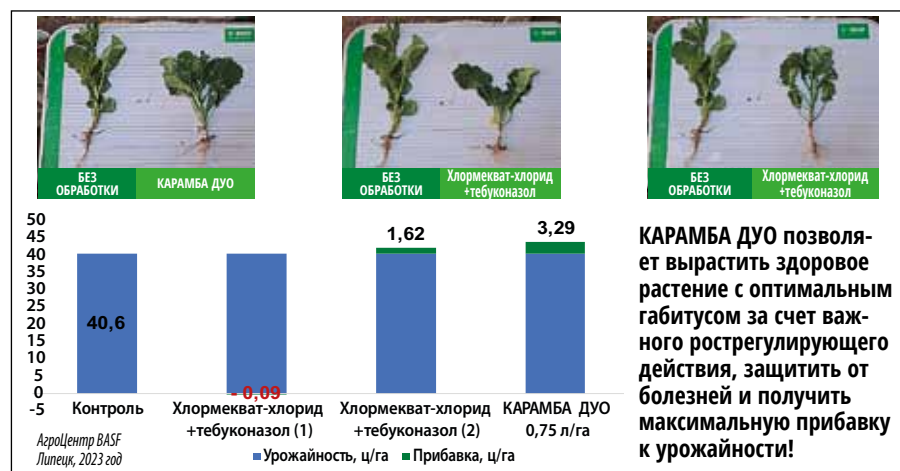 БЕЗ
ОБРАБОТКИ
КАРАМБА ДУО
БЕЗ
ОБРАБОТКИ
Хлормекват-хлорид
+тебуконазол
БЕЗ
ОБРАБОТКИ
Хлормекват-хлорид
+тебуконазол
50
45
40
35
30
25
20
15
10
5
0
-5
40,6
- 0,09
1,62
3,29
Контроль
Хлормекват-хлорид
+тебуконазол (1)
Хлормекват-хлорид
+тебуконазол (2)
КАРАМБА ДУО
0,75 л/га
Урожайность, ц/га
Прибавка, ц/га
АгроЦентр BASF
Липецк, 2023 год
КАРАМБА ДУО позволя-
ет вырастить здоровое
растение с оптимальным
габитусом за счет важ-
ного рострегулирующего
действия, защитить от
болезней и получить
максимальную прибавку
к урожайности!